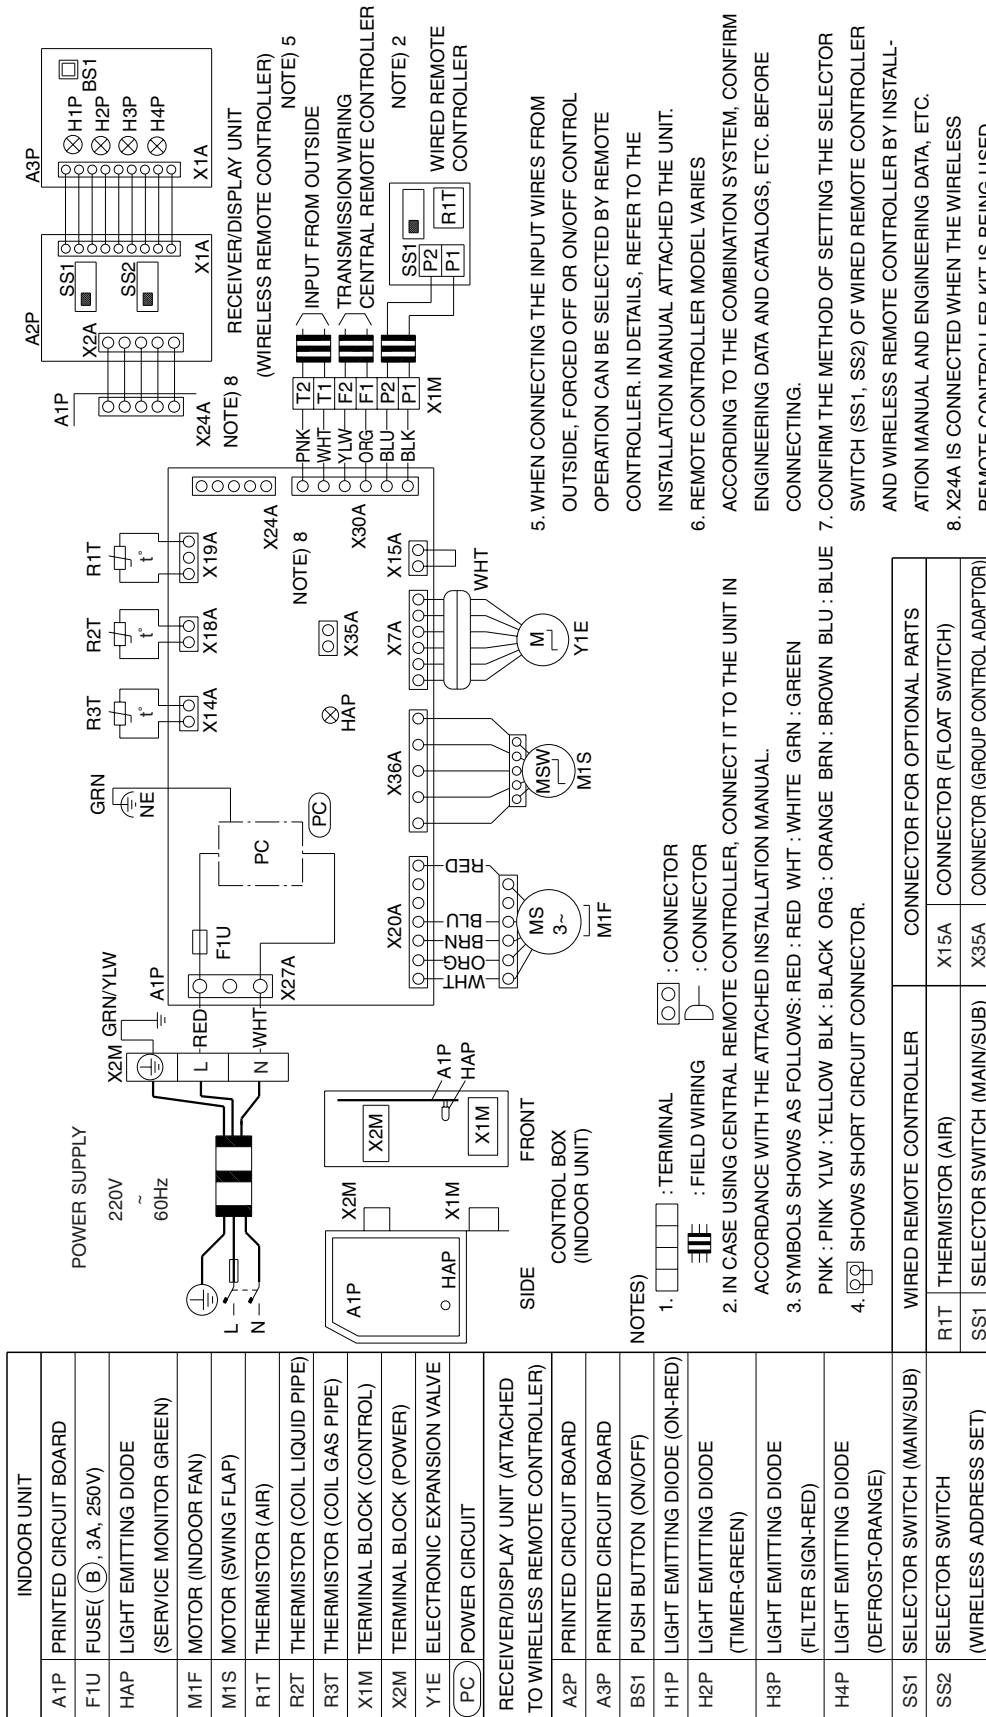 INDOOR UNIT
A1P PRINTED CIRCUIT BOARD
F1U FUSE( B , 3A, 250V)
HAP LIGHT EMITTING DIODE
(SERVICE MONITOR GREEN)
M1F MOTOR (INDOOR FAN)
M1S MOTOR (SWING FLAP)
R1T THERMISTOR (AIR)
R2T THERMISTOR (COIL LIQUID PIPE)
R3T THERMISTOR (COIL GAS PIPE)
X1M TERMINAL BLOCK (CONTROL)
X2M TERMINAL BLOCK (POWER)
Y1E ELECTRONIC EXPANSION VALVE
PC POWER CIRCUIT
RECEIVER/DISPLAY UNIT (ATTACHED
TO WIRELESS REMOTE CONTROLLER)
A2P PRINTED CIRCUIT BOARD
A3P PRINTED CIRCUIT BOARD
BS1 PUSH BUTTON (ON/OFF)
H1P LIGHT EMITTING DIODE (ON-RED)
H2P LIGHT EMITTING DIODE
(TIMER-GREEN)
H3P LIGHT EMITTING DIODE
(FILTER SIGN-RED)
H4P LIGHT EMITTING DIODE
(DEFROST-ORANGE)
SS1 SELECTOR SWITCH (MAIN/SUB)
SS2 SELECTOR SWITCH
(WIRELESS ADDRESS SET)
POWER SUPPLY
220V
~
60Hz
L
N
X2M
GRN/YLW
A1P
L
RED
N
WHT
X27A
F1U
PC
PC
GRN
NE
R3T
t°
X14A
R2T
t°
X18A
R1T
t°
X19A
HAP
X35A
X24A
NOTE) 8
X30A
X20A
WHT
ORG
BRN
BLU
RED
MS
3~
M1F
X36A
MSW
M1S
X7A
M
Y1E
X15A
WHT
A1P
X24A
NOTE) 8
A2P
X2A
SS1
SS2
X1A
A3P
BS1
H1P
H2P
H3P
H4P
X1A
RECEIVER/DISPLAY UNIT
(WIRELESS REMOTE CONTROLLER)
PNK T2
WHT T1
YLW F2
ORG F1
BLU P2
BLK P1
X1M
INPUT FROM OUTSIDE
NOTE) 5
TRANSMISSION WIRING
CENTRAL REMOTE CONTROLLER
NOTE) 2
SS1
P2
P1
R1T
WIRED REMOTE
CONTROLLER
A1P
HAP
X2M
X1M
SIDE
X2M
X1M
A1P
HAP
FRONT
CONTROL BOX
(INDOOR UNIT)
NOTES)
1. : TERMINAL : CONNECTOR
: FIELD WIRING : CONNECTOR
2. IN CASE USING CENTRAL REMOTE CONTROLLER, CONNECT IT TO THE UNIT IN
ACCORDANCE WITH THE ATTACHED INSTALLATION MANUAL.
3. SYMBOLS SHOWS AS FOLLOWS: RED : RED WHT : WHITE GRN : GREEN
PNK : PINK YLW : YELLOW BLK : BLACK ORG : ORANGE BRN : BROWN BLU : BLUE
4. SHOWS SHORT CIRCUIT CONNECTOR.
5. WHEN CONNECTING THE INPUT WIRES FROM
OUTSIDE, FORCED OFF OR ON/OFF CONTROL
OPERATION CAN BE SELECTED BY REMOTE
CONTROLLER. IN DETAILS, REFER TO THE
INSTALLATION MANUAL ATTACHED THE UNIT.
6. REMOTE CONTROLLER MODEL VARIES
ACCORDING TO THE COMBINATION SYSTEM, CONFIRM
ENGINEERING DATA AND CATALOGS, ETC. BEFORE
CONNECTING.
7. CONFIRM THE METHOD OF SETTING THE SELECTOR
SWITCH (SS1, SS2) OF WIRED REMOTE CONTROLLER
AND WIRELESS REMOTE CONTROLLER BY INSTALL-
ATION MANUAL AND ENGINEERING DATA, ETC.
8. X24A IS CONNECTED WHEN THE WIRELESS
REMOTE CONTROLLER KIT IS BEING USED
WIRED REMOTE CONTROLLER
R1T THERMISTOR (AIR)
SS1 SELECTOR SWITCH (MAIN/SUB)
CONNECTOR FOR OPTIONAL PARTS
X15A CONNECTOR (FLOAT SWITCH)
X35A CONNECTOR (GROUP CONTROL ADAPTOR)